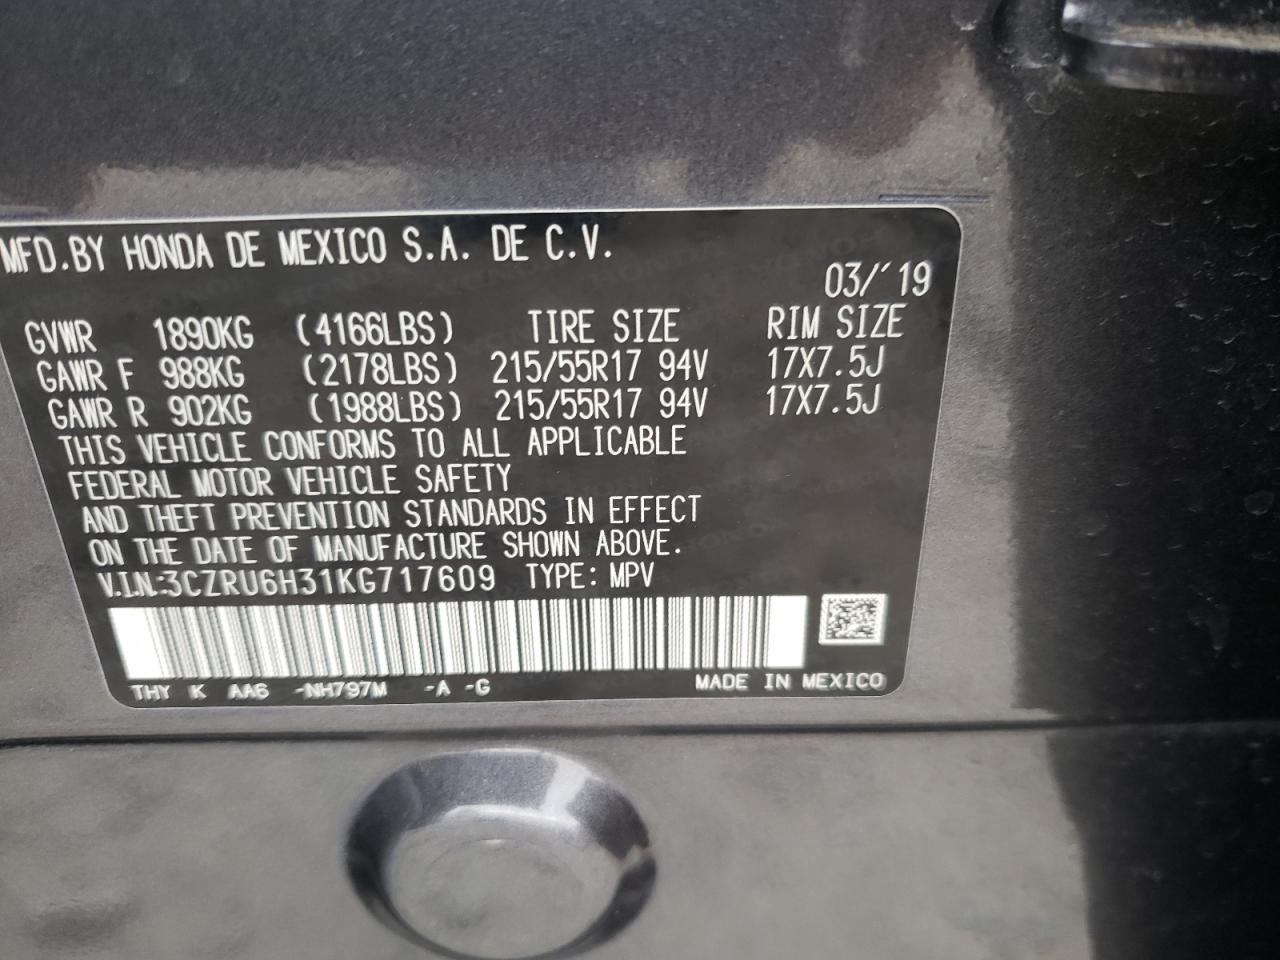 MFD.BY HONDA DE MEXICO S.A. DE C.V.
03/'19
GVWR 1890KG (4166LBS) TIRE SIZE RIM SIZE
GAWR F 988KG (2178LBS) 215/55R17 94V 17X7.5J
GAWR R 902KG (1988LBS) 215/55R17 94V 17X7.5J
THIS VEHICLE CONFORMS TO ALL APPLICABLE
FEDERAL MOTOR VEHICLE SAFETY
AND THEFT PREVENTION STANDARDS IN EFFECT
ON THE DATE OF MANUFACTURE SHOWN ABOVE.
V.I.N.:3CZRU6H31KG717609 TYPE: MPV
THY K AA6 -NH797M -A -G MADE IN MEXICO